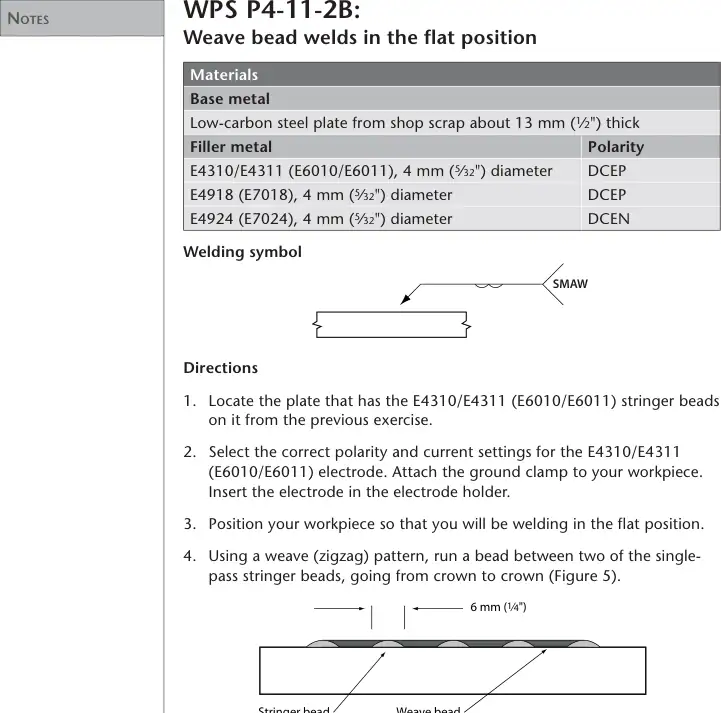 NOTES
WPS P4-11-2B:
Weave bead welds in the flat position
Materials
Base metal
Low-carbon steel plate from shop scrap about 13 mm (½") thick
Filler metal Polarity
E4310/E4311 (E6010/E6011), 4 mm (5⁄32") diameter DCEP
E4918 (E7018), 4 mm (5⁄32") diameter DCEP
E4924 (E7024), 4 mm (5⁄32") diameter DCEN
Welding symbol
SMAW
Directions
1. Locate the plate that has the E4310/E4311 (E6010/E6011) stringer beads
on it from the previous exercise.
2. Select the correct polarity and current settings for the E4310/E4311
(E6010/E6011) electrode. Attach the ground clamp to your workpiece.
Insert the electrode in the electrode holder.
3. Position your workpiece so that you will be welding in the flat position.
4. Using a weave (zigzag) pattern, run a bead between two of the single-
pass stringer beads, going from crown to crown (Figure 5).
6 mm (¼")
Stringer bead Weave bead